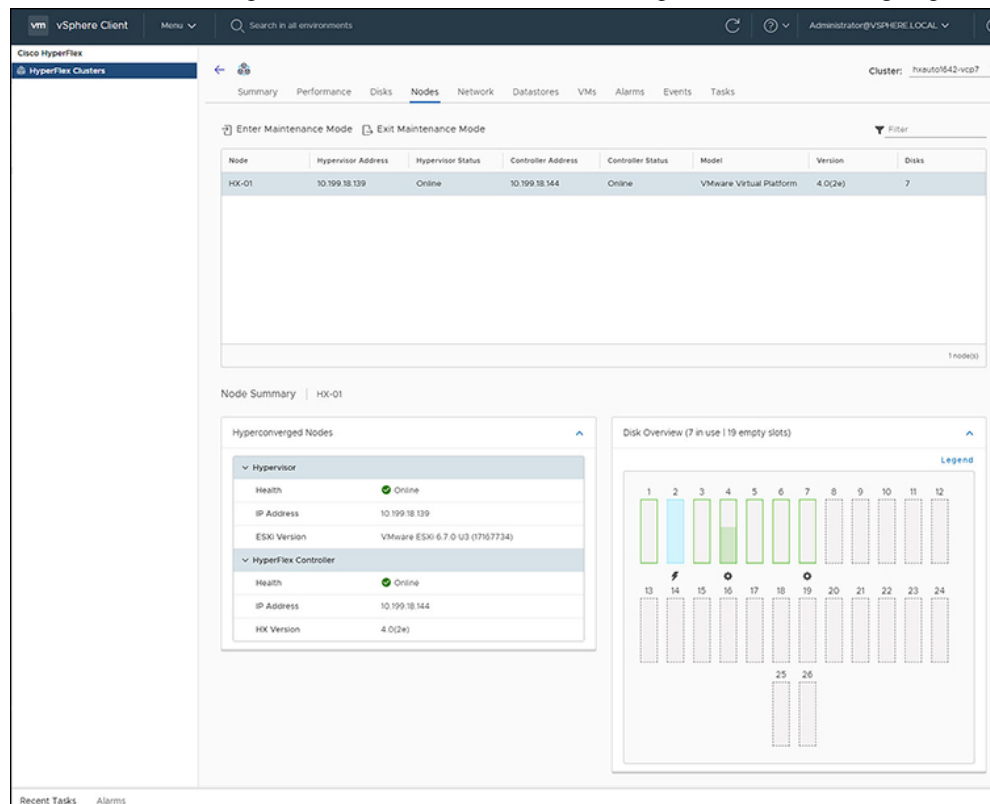 vm vSphere Client Menu Search in all environments Administrator@VSPHERE.LOCAL
Cisco HyperFlex
HyperFlex Clusters
Cluster: hxauto1642-vcp7
Summary Performance Disks Nodes Network Datastores VMs Alarms Events Tasks
Enter Maintenance Mode Exit Maintenance Mode Filter
Node Hypervisor Address Hypervisor Status Controller Address Controller Status Model Version Disks
HX-01 10.199.18.139 Online 10.199.18.144 Online VMware Virtual Platform 4.0(2e) 7
1 node(s)
Node Summary HX-01
Hyperconverged Nodes
Hypervisor
Health Online
IP Address 10.199.18.139
ESXi Version VMware ESXi 6.7.0 U3 (17167734)
HyperFlex Controller
Health Online
IP Address 10.199.18.144
HX Version 4.0(2e)
Disk Overview (7 in use | 19 empty slots)
Legend
1 2 3 4 5 6 7 8 9 10 11 12
13 14 15 16 17 18 19 20 21 22 23 24
25 26
Recent Tasks Alarms